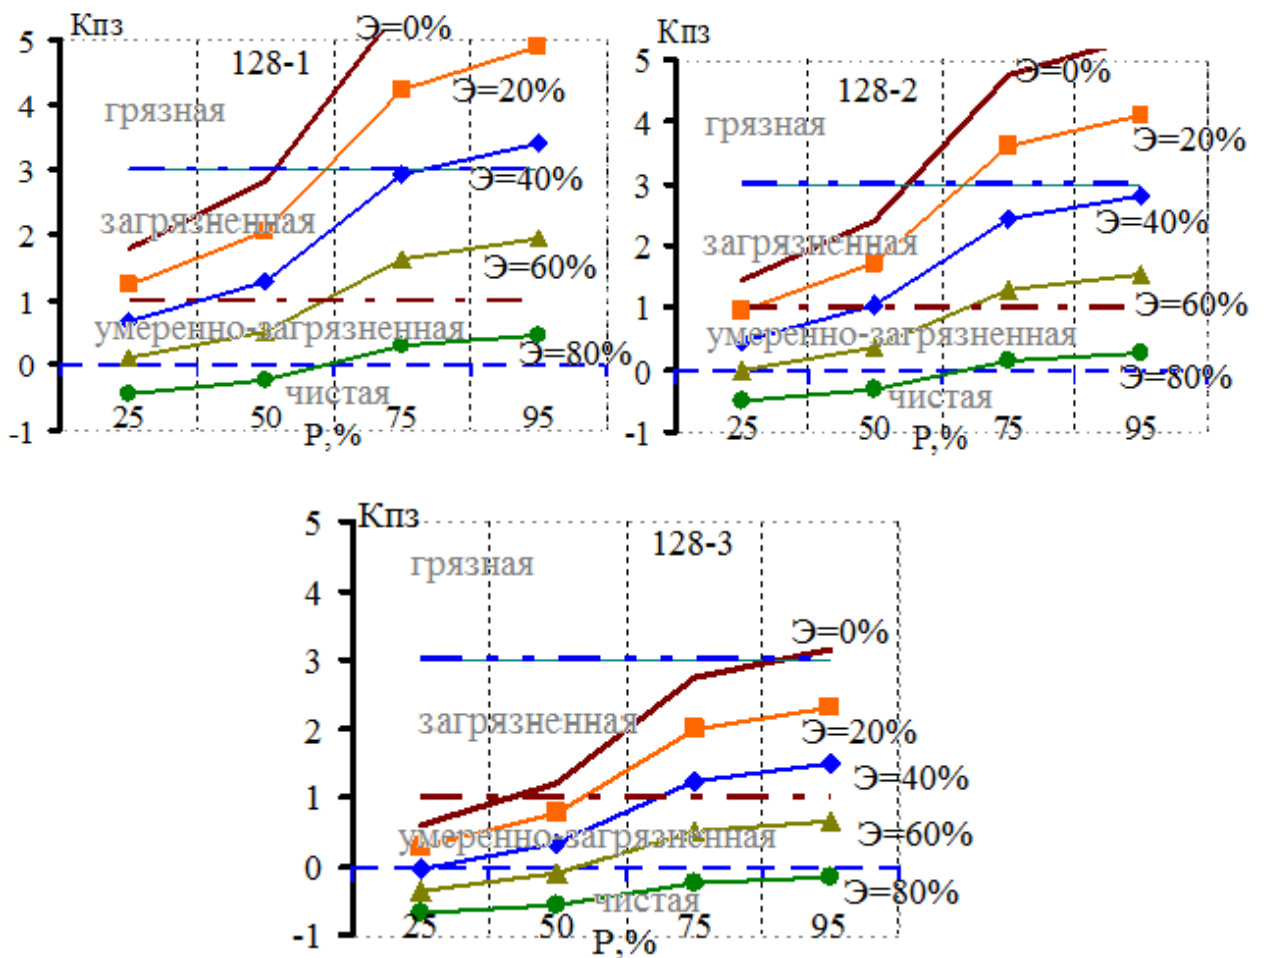 Кпз
Э=0%
5
128-1
Э=20%
4
грязная
3
Э=40%
загрязненная
2
Э=60%
1
умеренно-загрязненная
Э=80%
0
чистая
25 50 75 95
-1
P,%
Кпз
5
Э=0%
128-2
4
грязная
Э=20%
3
Э=40%
загрязненная
2
Э=60%
1
умеренно-загрязненная
0
Э=80%
чистая
25 50 75 95
-1
P,%
Кпз
5
128-3
грязная
4
Э=0%
3
загрязненная
2
Э=20%
Э=40%
1
умеренно-загрязненная
Э=60%
0
Э=80%
чистая
25 50 75 95
-1
P,%